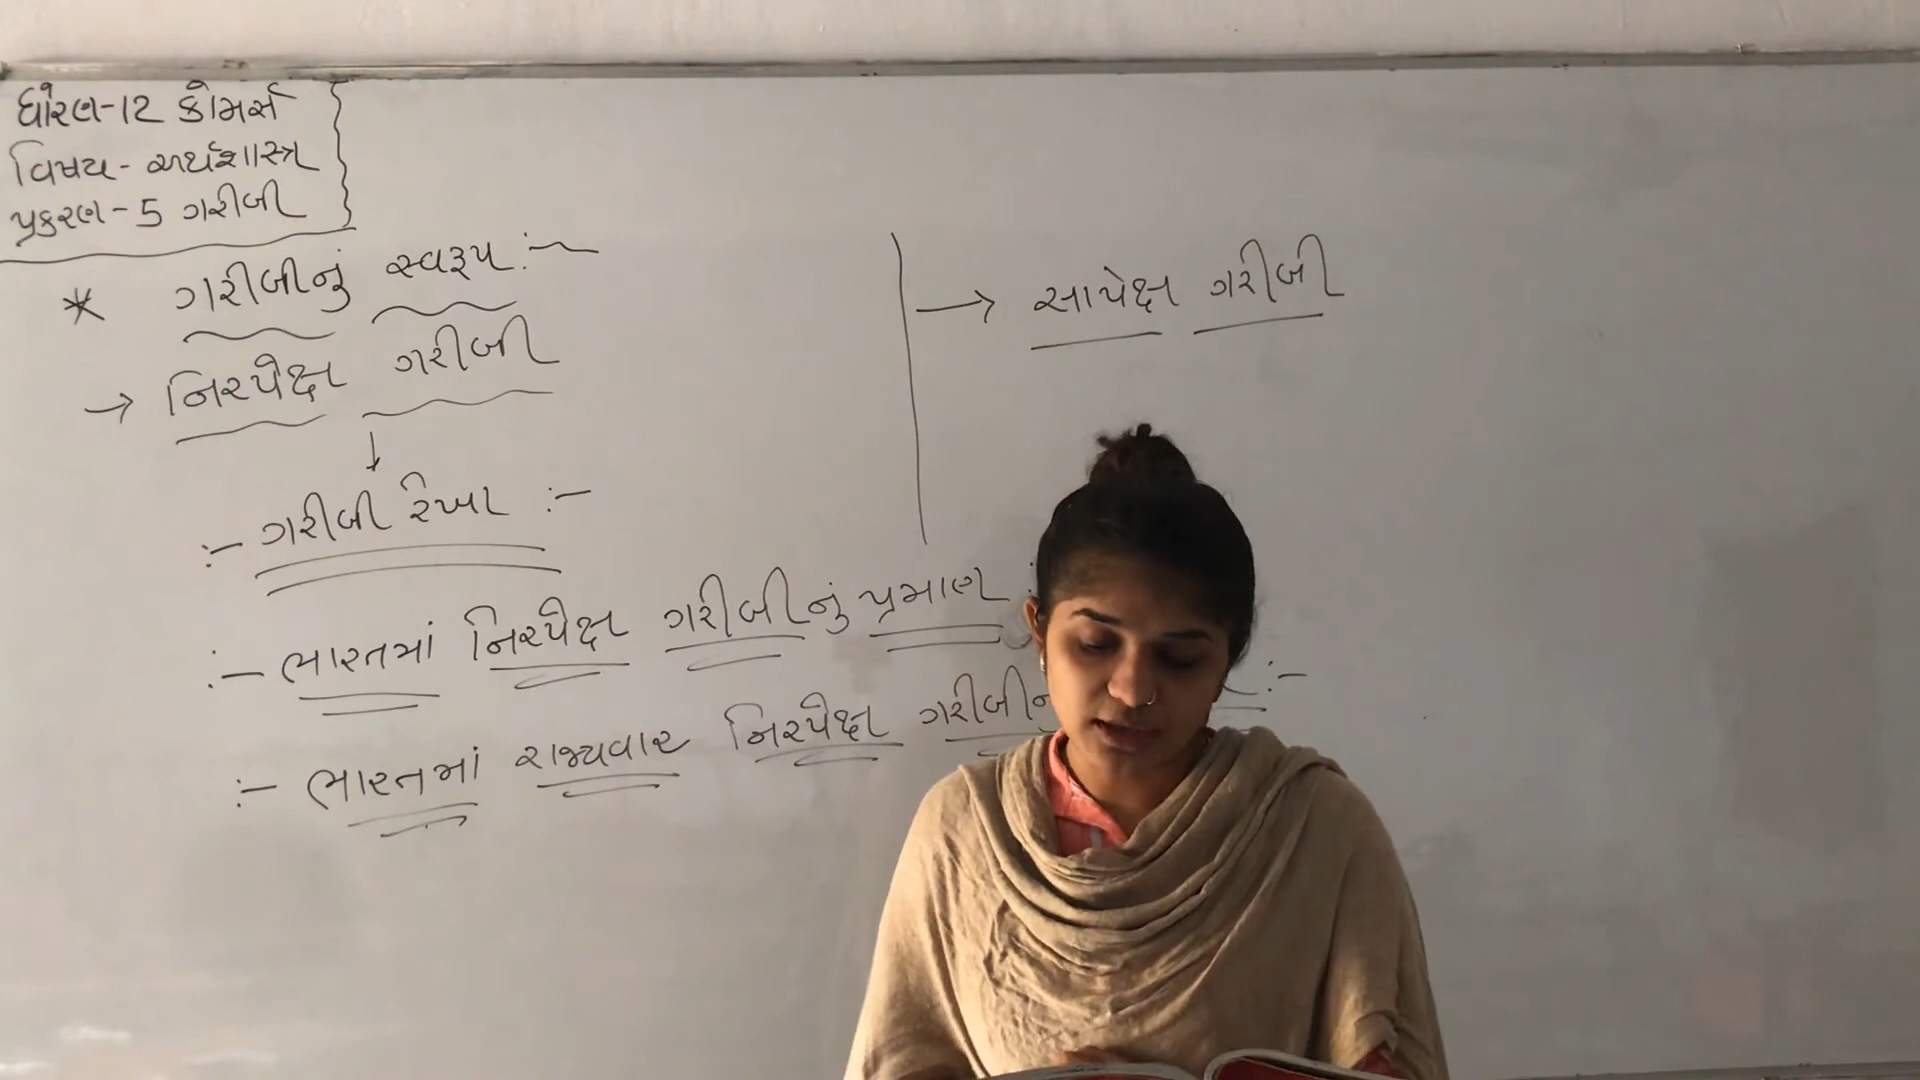 ધોરણ-12 કોમર્સ
વિષય - અર્થશાસ્ત્ર
પ્રકરણ - 5 ગરીબી
* ગરીબીનું સ્વરૂપ :-
→ નિરપેક્ષ ગરીબી
↓
:- ગરીબી રેખા :-
:- ભારતમાં નિરપેક્ષ ગરીબીનું પ્રમાણ :
:- ભારતમાં રાજ્યવાર નિરપેક્ષ :-
→ સાપેક્ષ ગરીબી